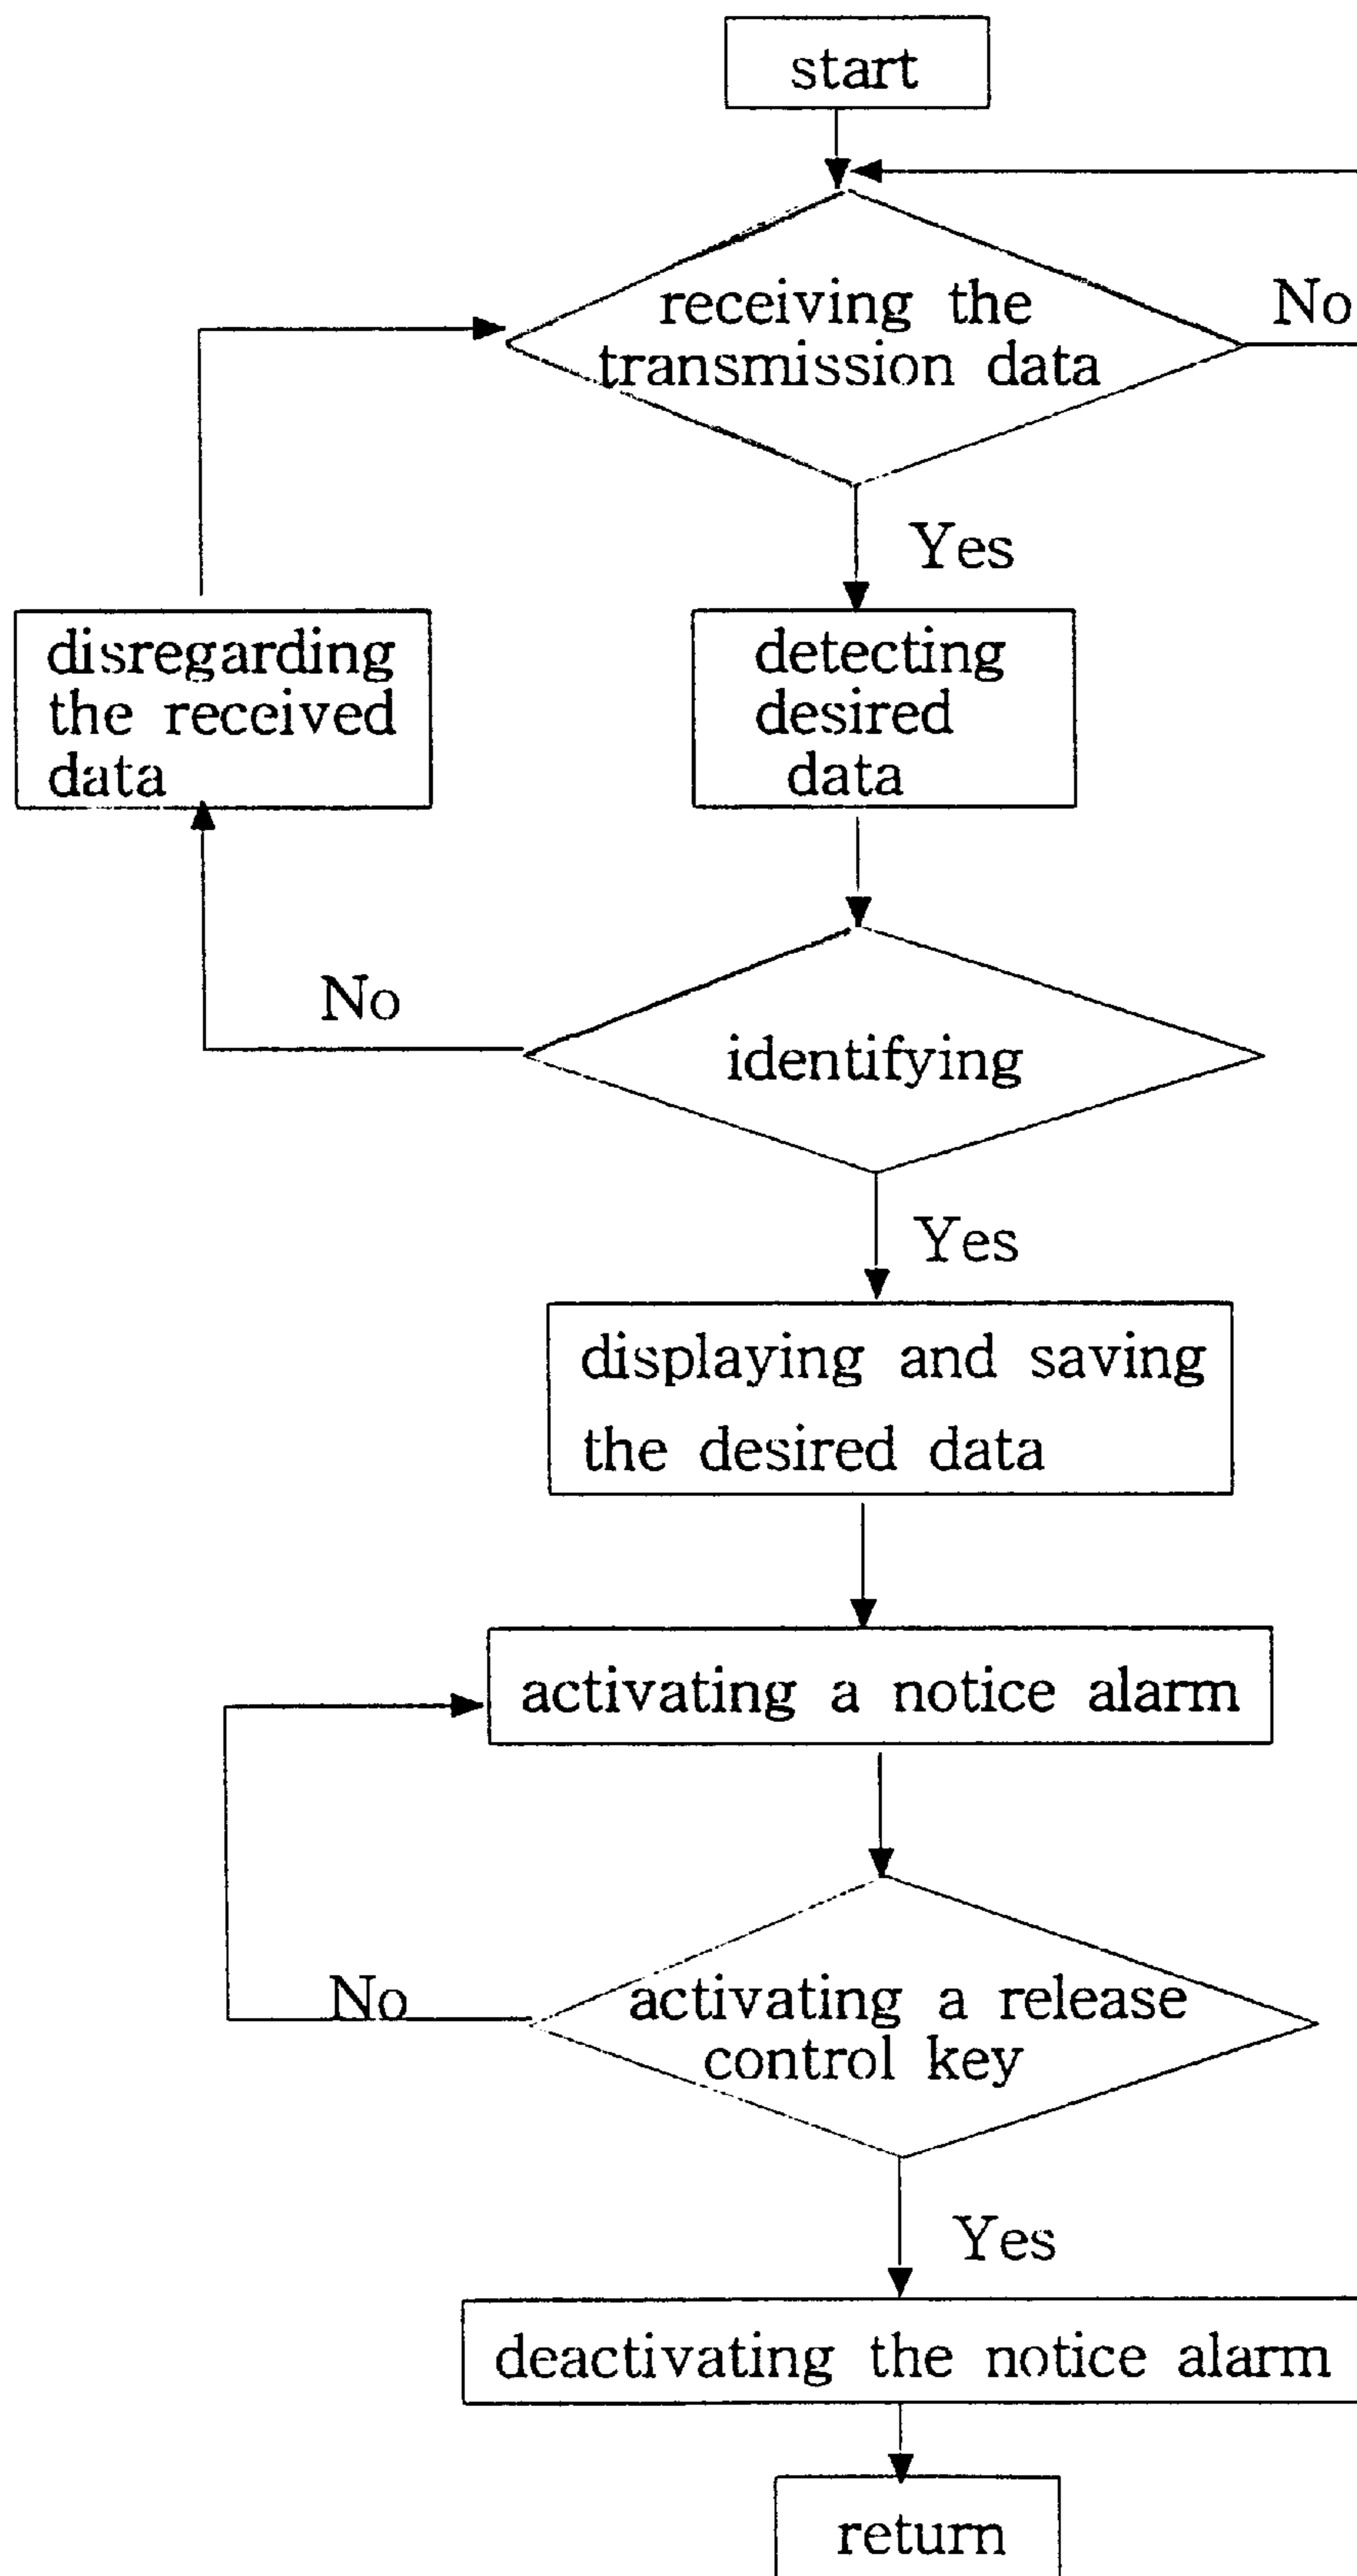 start
receiving the
transmission data
No
Yes
disregarding
the received
data
detecting
desired
data
No
identifying
Yes
displaying and saving
the desired data
activating a notice alarm
No
activating a release
control key
Yes
deactivating the notice alarm
return